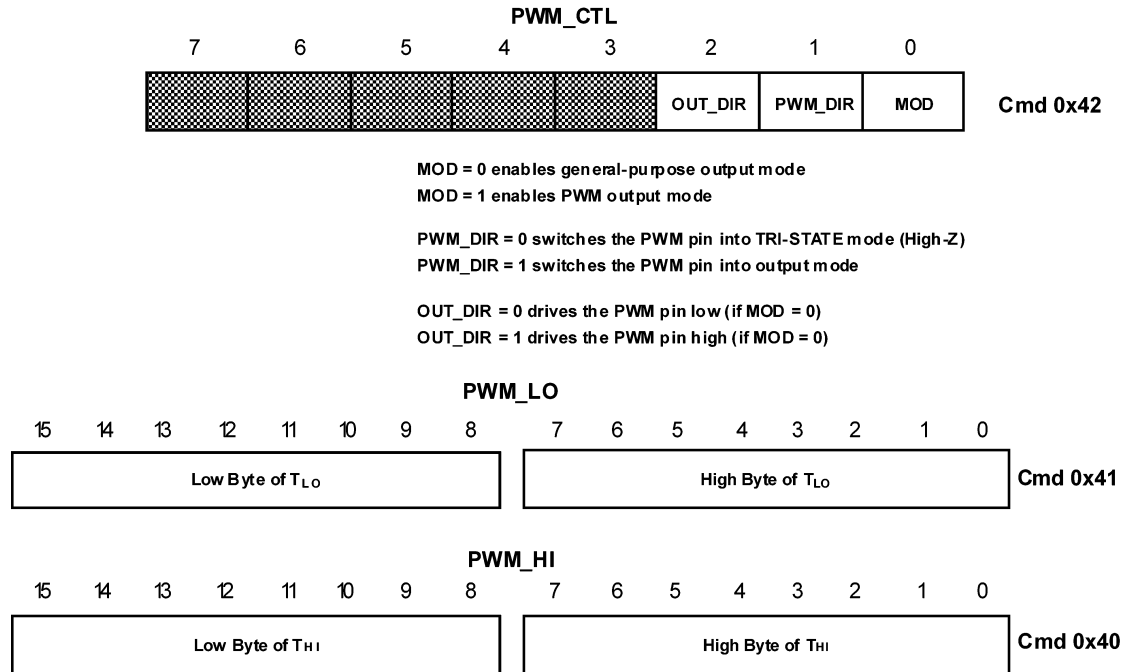 PWM_CTL
7 6 5 4 3 2 1 0
OUT_DIR PWM_DIR MOD Cmd 0x42
MOD = 0 enables general-purpose output mode
MOD = 1 enables PWM output mode
PWM_DIR = 0 switches the PWM pin into TRI-STATE mode (High-Z)
PWM_DIR = 1 switches the PWM pin into output mode
OUT_DIR = 0 drives the PWM pin low (if MOD = 0)
OUT_DIR = 1 drives the PWM pin high (if MOD = 0)
PWM_LO
15 14 13 12 11 10 9 8 7 6 5 4 3 2 1 0
Low Byte of TLO High Byte of TLO Cmd 0x41
PWM_HI
15 14 13 12 11 10 9 8 7 6 5 4 3 2 1 0
Low Byte of THI High Byte of THI Cmd 0x40